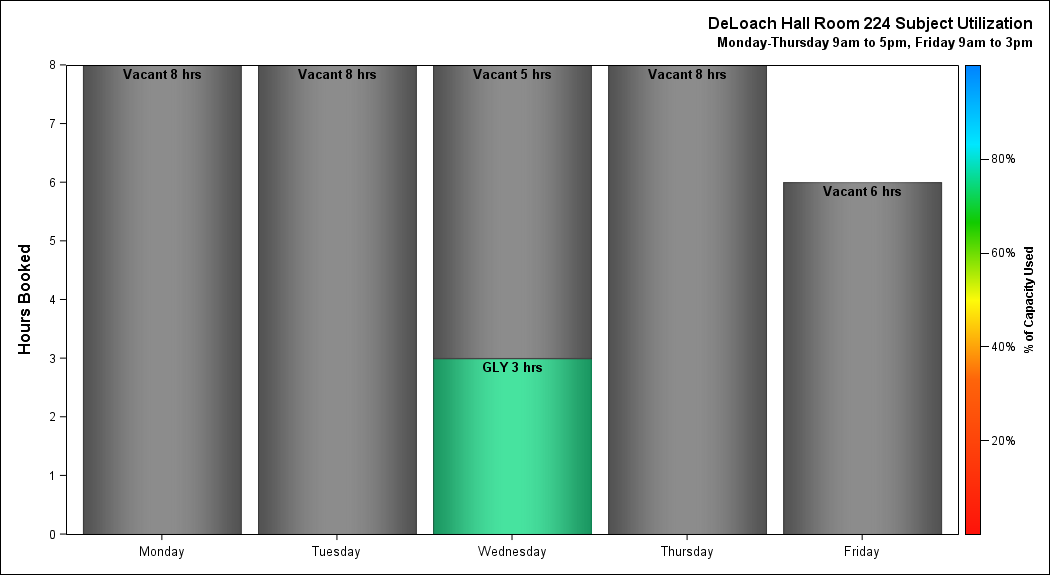 DeLoach Hall Room 224 Subject Utilization
Monday-Thursday 9am to 5pm, Friday 9am to 3pm
Hours Booked
8
7
6
5
4
3
2
1
0
Vacant 8 hrs
Vacant 8 hrs
Vacant 5 hrs
Vacant 8 hrs
Vacant 6 hrs
GLY 3 hrs
Monday
Tuesday
Wednesday
Thursday
Friday
80%
60%
40%
20%
% of Capacity Used